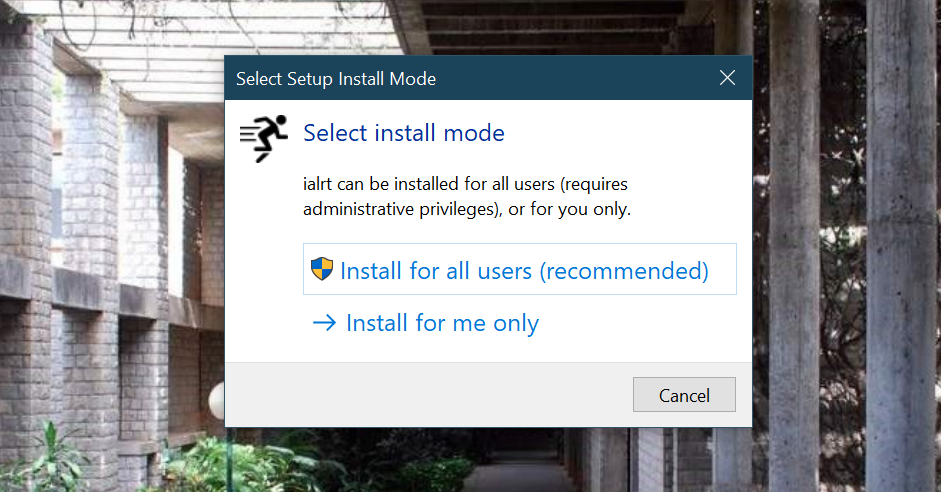 Select Setup Install Mode
Select install mode
ialrt can be installed for all users (requires
administrative privileges), or for you only.
Install for all users (recommended)
Install for me only
Cancel